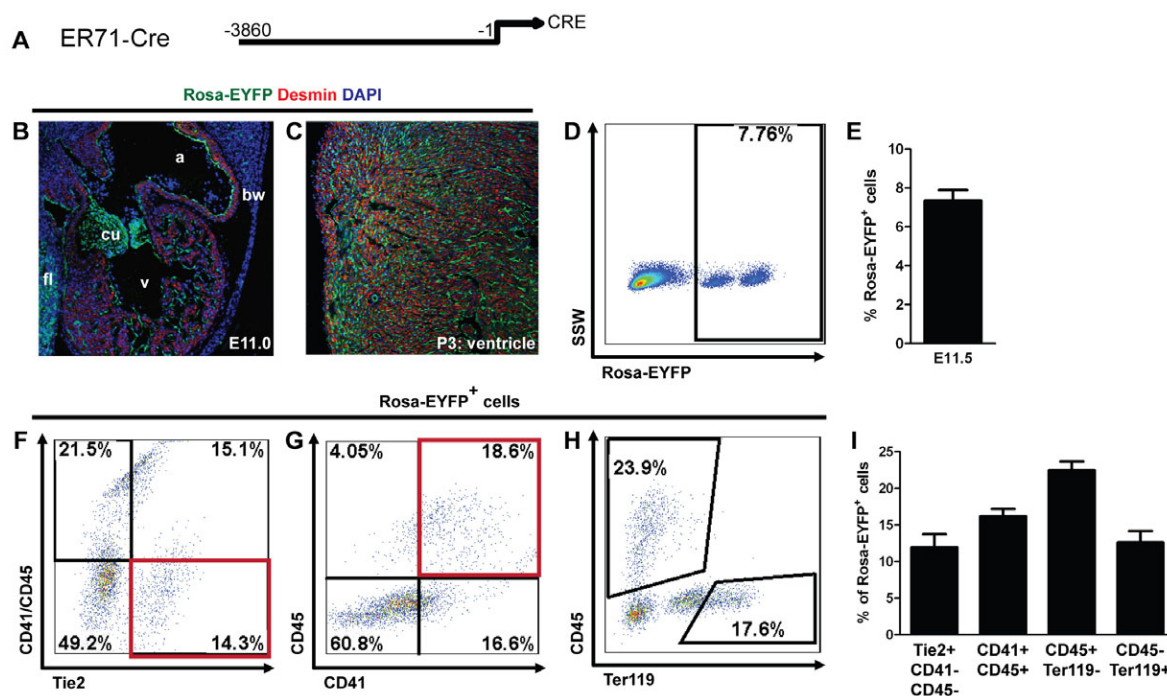 A
ER71-Cre
-3860
-1
CRE
Rosa-EYFP Desmin DAPI
B
a
bw
cu
fl
v
E11.0
C
P3: ventricle
D
7.76%
SSW
Rosa-EYFP
E
% Rosa-EYFP+ cells
10
8
6
4
2
0
E11.5
Rosa-EYFP+ cells
F
21.5%
15.1%
49.2%
14.3%
CD41/CD45
Tie2
G
4.05%
18.6%
60.8%
16.6%
CD45
CD41
H
23.9%
17.6%
CD45
Ter119
I
% of Rosa-EYFP+ cells
25
20
15
10
5
0
Tie2+
CD41-
CD45-
CD41+
CD45+
CD45+
Ter119-
CD45-
Ter119+